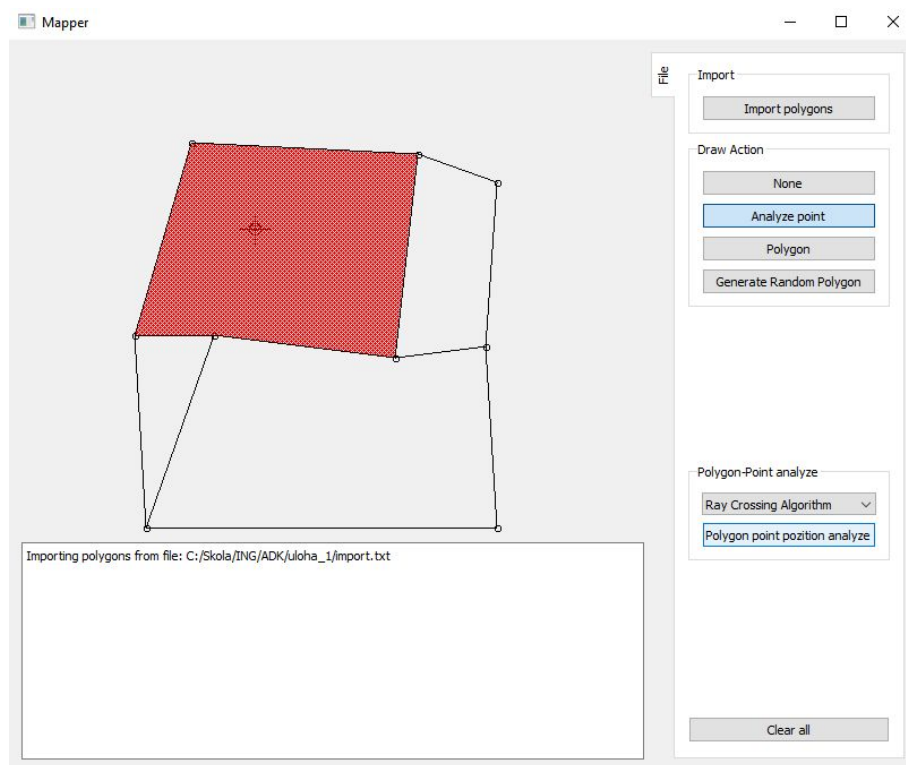 Mapper
File
Import
Import polygons
Draw Action
None
Analyze point
Polygon
Generate Random Polygon
Polygon-Point analyze
Ray Crossing Algorithm
Polygon point pozition analyze
Importing polygons from file: C:/Skola/ING/ADK/uloha_1/import.txt
Clear all